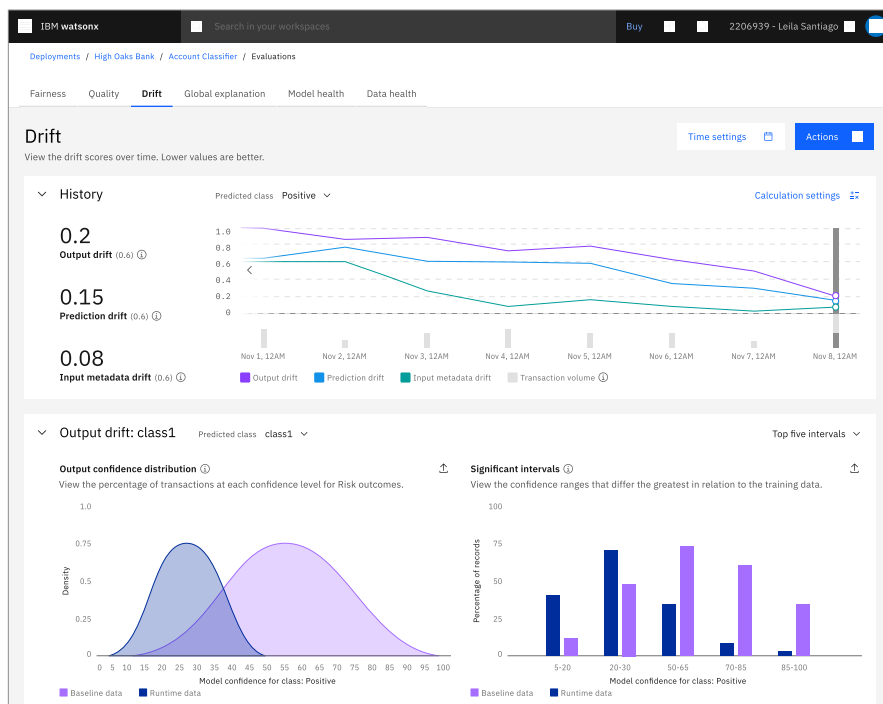 IBM watsonx
Search in your workspaces
Buy
2206939 - Leila Santiago
Deployments / High Oaks Bank / Account Classifier / Evaluations
Fairness Quality Drift Global explanation Model health Data health
Drift
View the drift scores over time. Lower values are better.
Time settings
Actions
History
Predicted class Positive
Calculation settings
0.2
Output drift (0.6)
0.15
Prediction drift (0.6)
0.08
Input metadata drift (0.6)
1.0
0.8
0.6
0.4
0.2
0
Nov 1, 12AM Nov 2, 12AM Nov 3, 12AM Nov 4, 12AM Nov 5, 12AM Nov 6, 12AM Nov 7, 12AM Nov 8, 12AM
Output drift Prediction drift Input metadata drift Transaction volume
Output drift: class1
Predicted class class1
Top five intervals
Output confidence distribution
View the percentage of transactions at each confidence level for Risk outcomes.
1.0
0.75
0.5
0.25
0
Density
0 5 10 15 20 25 30 35 40 45 50 55 60 65 70 75 80 85 90 95 100
Model confidence for class: Positive
Baseline data Runtime data
Significant intervals
View the confidence ranges that differ the greatest in relation to the training data.
100
75
50
25
0
Percentage of records
5-20 20-30 50-65 70-85 85-100
Model confidence for class: Positive
Baseline data Runtime data